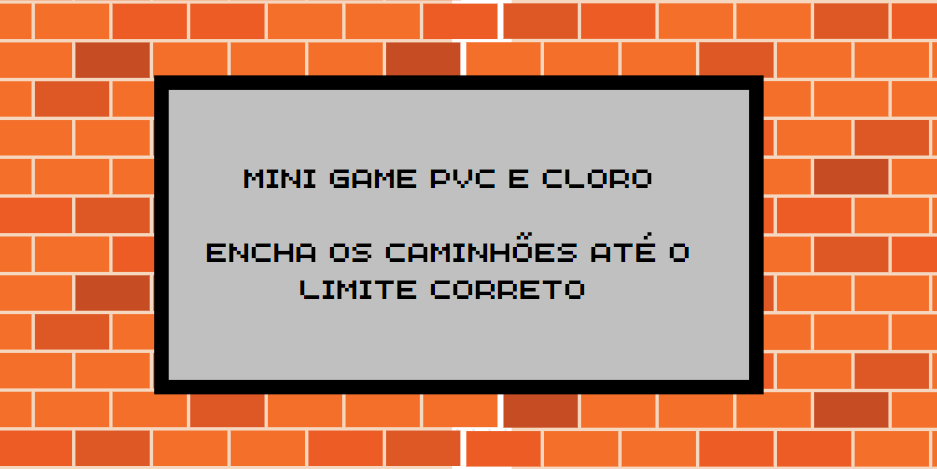 MINI GAME PVC E CLORO
ENCHA OS CAMINHÕES ATÉ O
LIMITE CORRETO